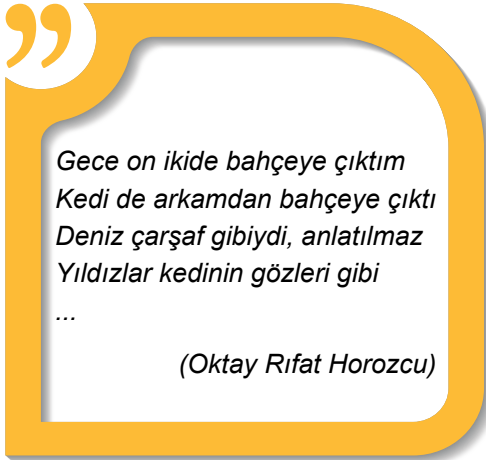 Gece on ikide bahçeye çıktım
Kedi de arkamdan bahçeye çıktı
Deniz çarşaf gibiydi, anlatılmaz
Yıldızlar kedinin gözleri gibi
...
(Oktay Rıfat Horozcu)